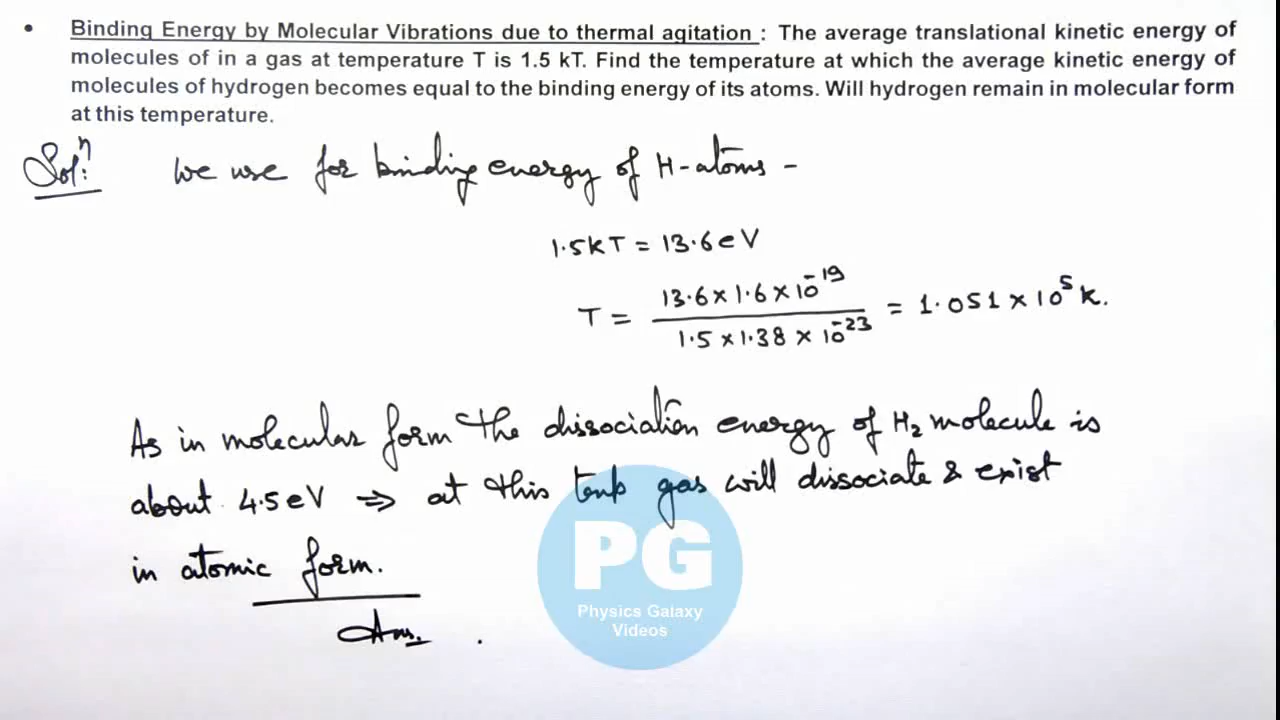 • Binding Energy by Molecular Vibrations due to thermal agitation : The average translational kinetic energy of
molecules of in a gas at temperature T is 1.5 kT. Find the temperature at which the average kinetic energy of
molecules of hydrogen becomes equal to the binding energy of its atoms. Will hydrogen remain in molecular form
at this temperature.
Solⁿ: We use for binding energy of H-atoms -
1.5kT = 13.6eV
T = 13.6 x 1.6 x 10⁻¹⁹ / 1.5 x 1.38 x 10⁻²³ = 1.051 x 10⁵ k.
As in molecular form the dissociation energy of H₂ molecule is
about 4.5eV ⇒ at this temp gas will dissociate & exist
in atomic form.
Ans.
PG
Physics Galaxy
Videos